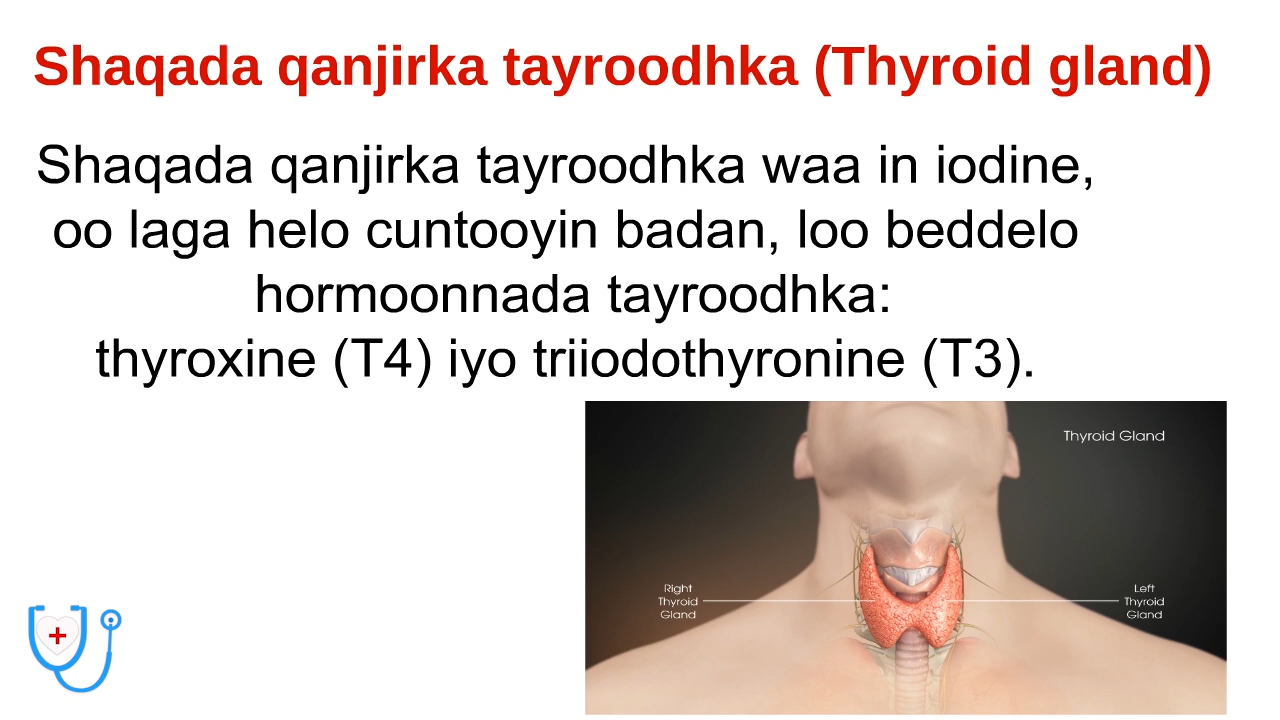 Shaqada qanjirka tayroodhka (Thyroid gland)
Shaqada qanjirka tayroodhka waa in iodine,
oo laga helo cuntooyin badan, loo beddelo
hormoonnada tayroodhka:
thyroxine (T4) iyo triiodothyronine (T3).
Thyroid Gland
Right
Thyroid
Gland
Left
Thyroid
Gland